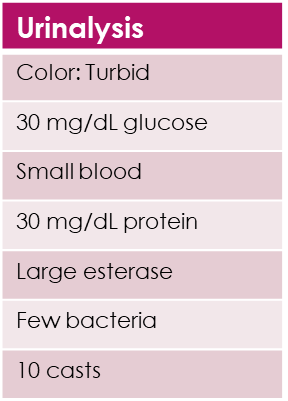 Urinalysis
Color: Turbid
30 mg/dL glucose
Small blood
30 mg/dL protein
Large esterase
Few bacteria
10 casts